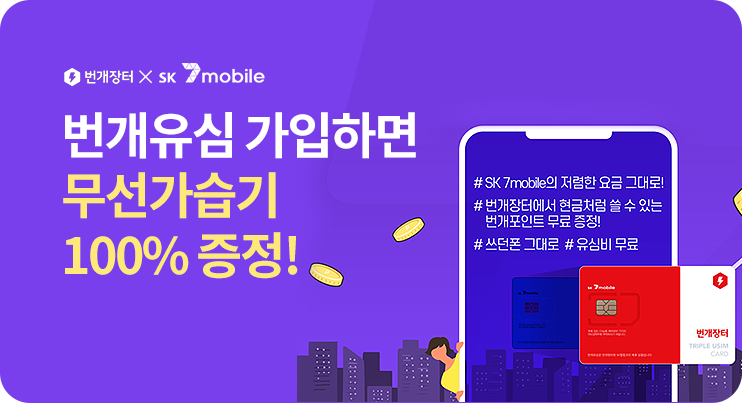 번개장터 × SK 7mobile
번개유심 가입하면
무선가습기
100% 증정!
# SK 7mobile의 저렴한 요금 그대로!
# 번개장터에서 현금처럼 쓸 수 있는
번개포인트 무료 증정!
# 쓰던폰 그대로 # 유심비 무료
SK 7mobile
번개장터
TRIPLE USIM
CARD